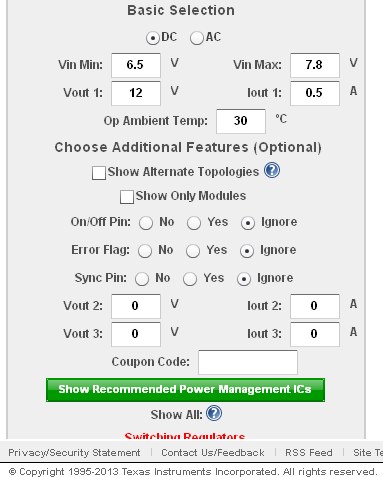 Basic Selection
DC AC
Vin Min: 6.5 V Vin Max: 7.8 V
Vout 1: 12 V Iout 1: 0.5 A
Op Ambient Temp: 30 °C
Choose Additional Features (Optional)
Show Alternate Topologies ?
Show Only Modules
On/Off Pin: No Yes Ignore
Error Flag: No Yes Ignore
Sync Pin: No Yes Ignore
Vout 2: 0 V Iout 2: 0 A
Vout 3: 0 V Iout 3: 0 A
Coupon Code:
Show Recommended Power Management ICs
Show All: ?
Switching Regulators
Privacy/Security Statement | Contact Us/Feedback | RSS Feed | Site Te
© Copyright 1995-2013 Texas Instruments Incorporated. All rights reserved.